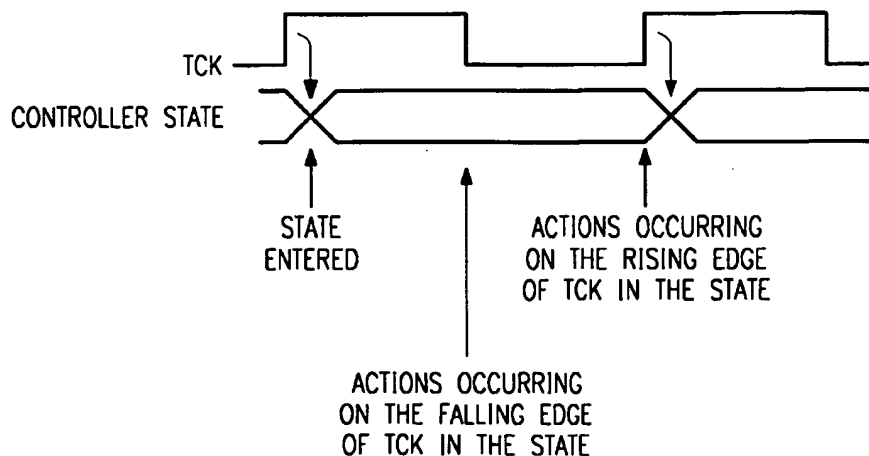 TCK
CONTROLLER STATE
STATE
ENTERED
ACTIONS OCCURRING
ON THE RISING EDGE
OF TCK IN THE STATE
ACTIONS OCCURRING
ON THE FALLING EDGE
OF TCK IN THE STATE